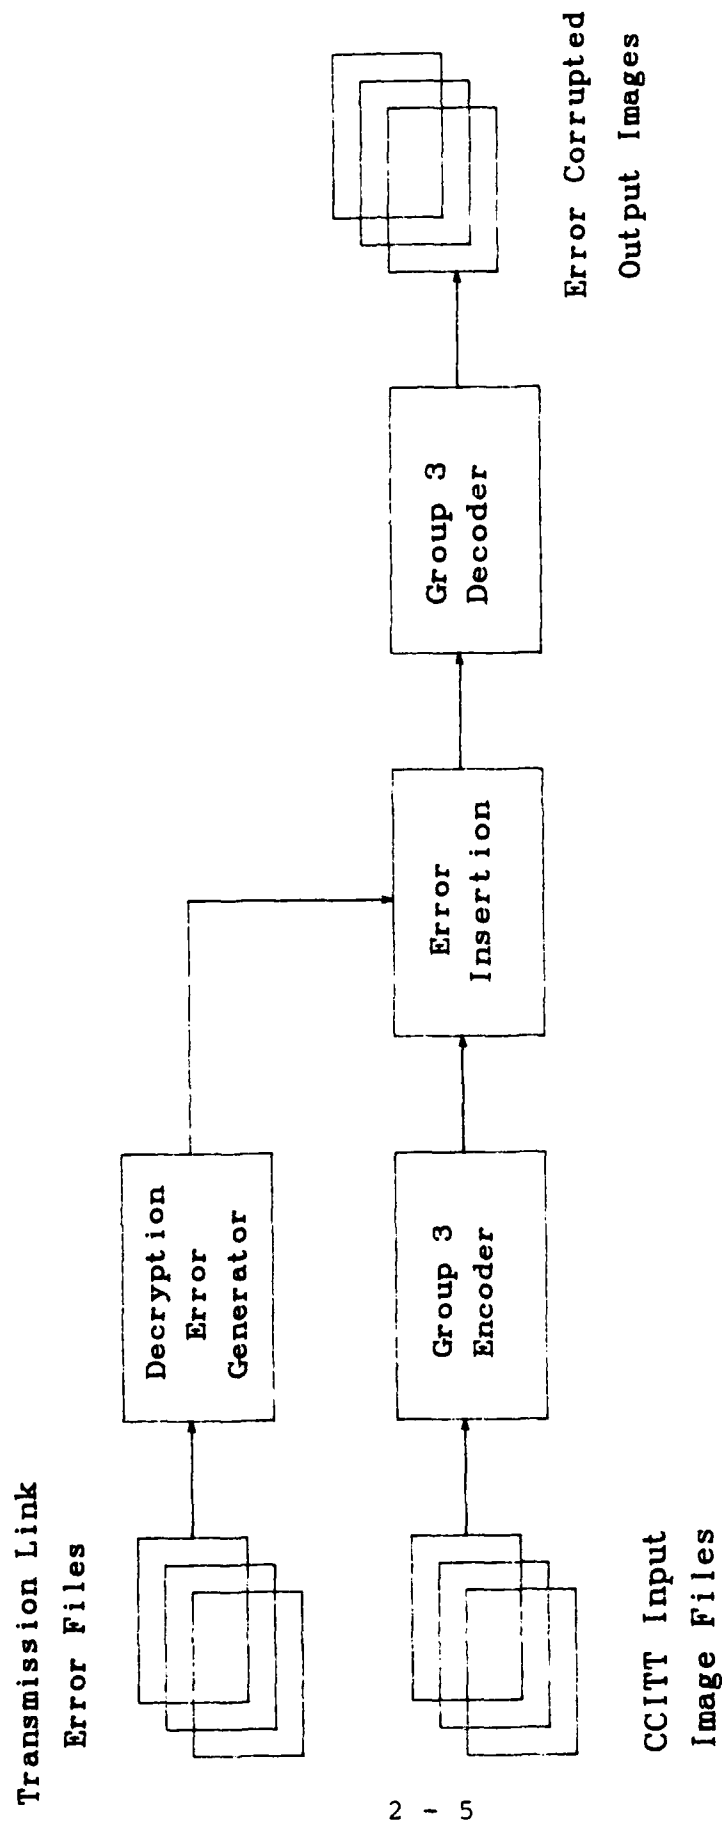 Transmission Link
Error Files
Decryption
Error
Generator
CCITT Input
Image Files
Group 3
Encoder
Error
Insertion
Group 3
Decoder
Error Corrupted
Output Images
2 - 5